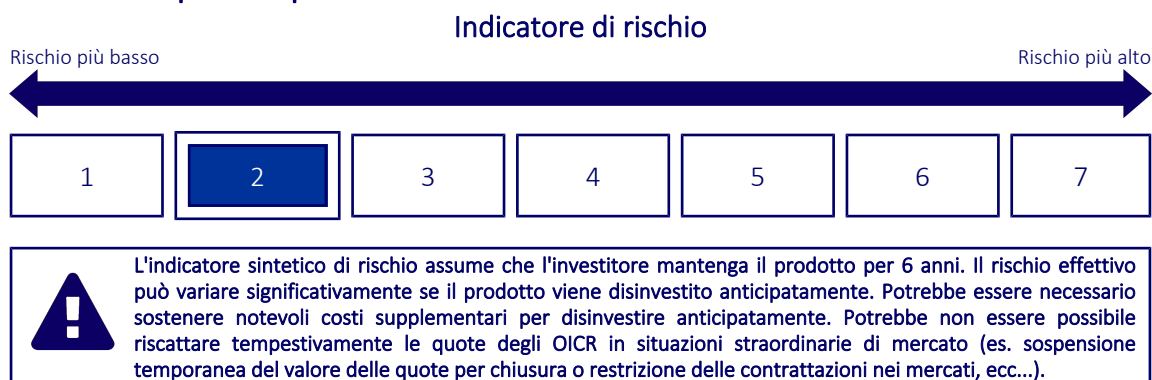 Indicatore di rischio
Rischio più basso
Rischio più alto
1
2
3
4
5
6
7
L'indicatore sintetico di rischio assume che l'investitore mantenga il prodotto per 6 anni. Il rischio effettivo
può variare significativamente se il prodotto viene disinvestito anticipatamente. Potrebbe essere necessario
sostenere notevoli costi supplementari per disinvestire anticipatamente. Potrebbe non essere possibile
riscattare tempestivamente le quote degli OICR in situazioni straordinarie di mercato (es. sospensione
temporanea del valore delle quote per chiusura o restrizione delle contrattazioni nei mercati, ecc...).